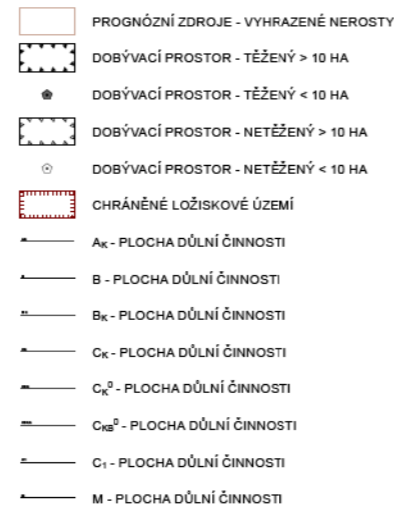 PROGNÓZNÍ ZDROJE - VYHRAZENÉ NEROSTY
DOBÝVACÍ PROSTOR - TĚŽENÝ > 10 HA
DOBÝVACÍ PROSTOR - TĚŽENÝ < 10 HA
DOBÝVACÍ PROSTOR - NETĚŽENÝ > 10 HA
DOBÝVACÍ PROSTOR - NETĚŽENÝ < 10 HA
CHRÁNĚNÉ LOŽISKOVÉ ÚZEMÍ
Aₖ - PLOCHA DŮLNÍ ČINNOSTI
B - PLOCHA DŮLNÍ ČINNOSTI
Bₖ - PLOCHA DŮLNÍ ČINNOSTI
Cₖ - PLOCHA DŮLNÍ ČINNOSTI
Cₖ⁰ - PLOCHA DŮLNÍ ČINNOSTI
C_KB⁰ - PLOCHA DŮLNÍ ČINNOSTI
C₁ - PLOCHA DŮLNÍ ČINNOSTI
M - PLOCHA DŮLNÍ ČINNOSTI